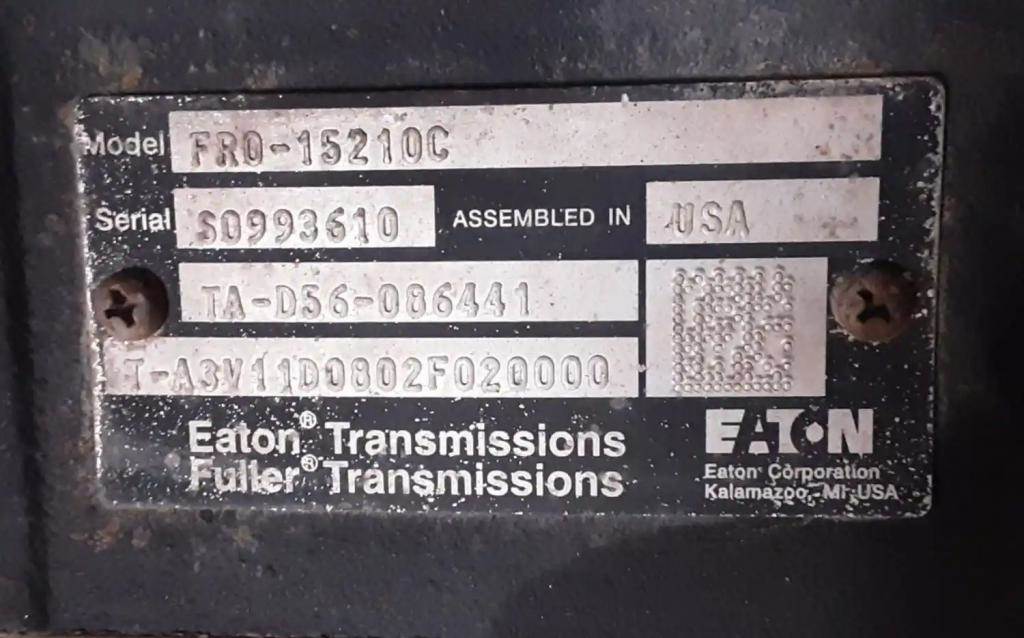 Model FRO-15210C
Serial S0993610 ASSEMBLED IN USA
TA-D56-086441
T-A3V11D0802F020000
Eaton® Transmissions
Fuller® Transmissions
EATON
Eaton Corporation
Kalamazoo, MI USA